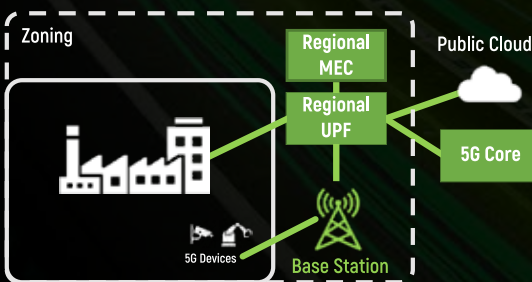 Zoning
Regional
MEC
Public Cloud
Regional
UPF
5G Core
5G Devices
Base Station